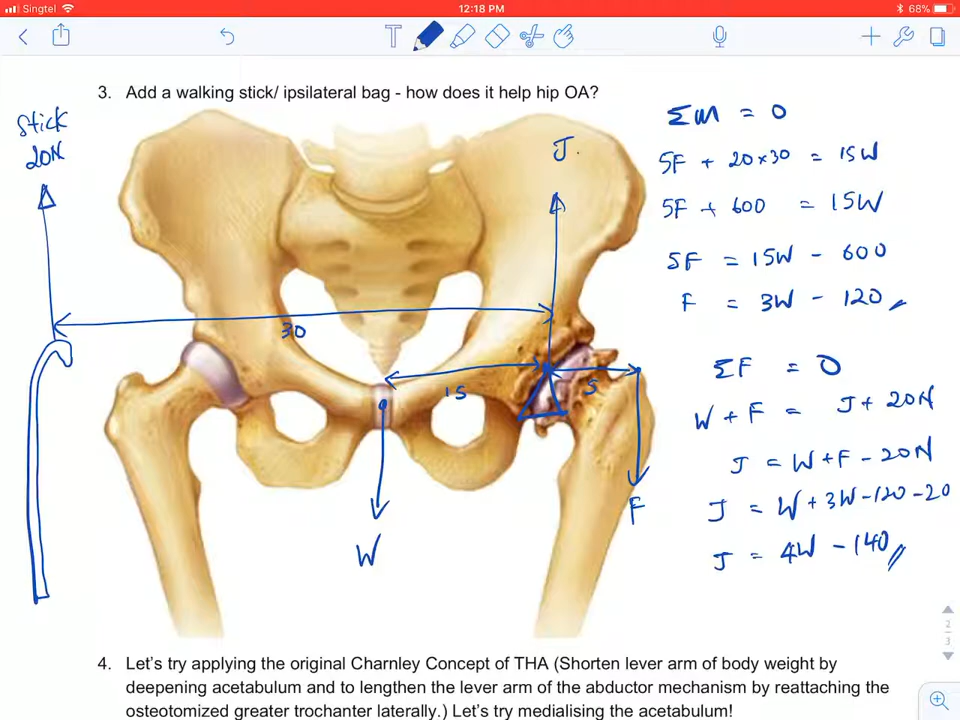 Singtel
12:18 PM
68%
T
3. Add a walking stick/ ipsilateral bag - how does it help hip OA?
Stick
20N
J
30
15
5
W
F
ΣM = 0
5F + 20×30 = 15W
5F + 600 = 15W
5F = 15W - 600
F = 3W - 120
ΣF = 0
W + F = J + 20N
J = W + F - 20N
J = W + 3W - 120 - 20
J = 4W - 140
2
3
4. Let's try applying the original Charnley Concept of THA (Shorten lever arm of body weight by
deepening acetabulum and to lengthen the lever arm of the abductor mechanism by reattaching the
osteotomized greater trochanter laterally.) Let's try medialising the acetabulum!